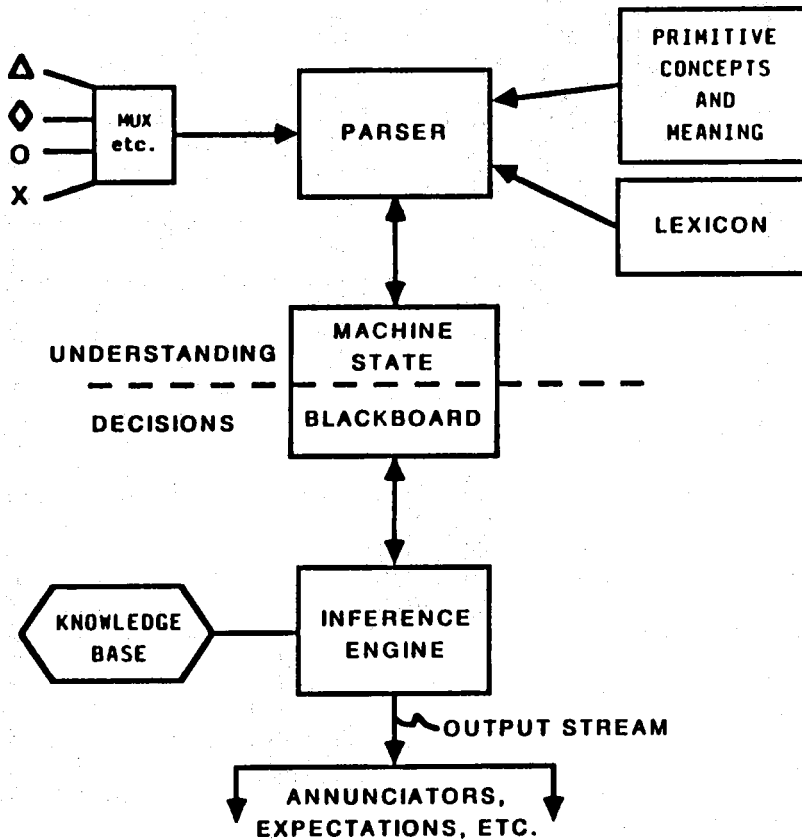 PRIMITIVE
CONCEPTS
AND
MEANING
MUX
etc.
PARSER
X
LEXICON
MACHINE
STATE
UNDERSTANDING
DECISIONS
BLACKBOARD
KNOWLEDGE
BASE
INFERENCE
ENGINE
OUTPUT STREAM
ANNUNCIATORS,
EXPECTATIONS, ETC.